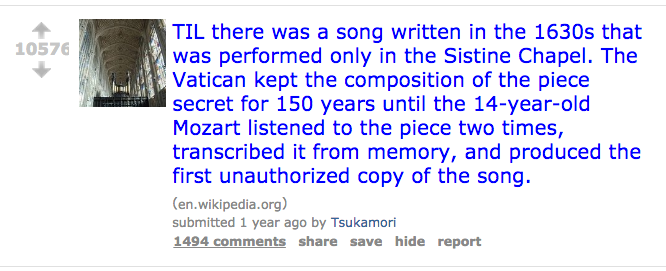 TIL there was a song written in the 1630s that
10576
was performed only in the Sistine Chapel. The
Vatican kept the composition of the piece
secret for 150 years until the 14-year-old
Mozart listened to the piece two times,
transcribed it from memory, and produced the
first unauthorized copy of the song.
(en.wikipedia.org)
submitted 1 year ago by Tsukamori
1494 comments share save hide report